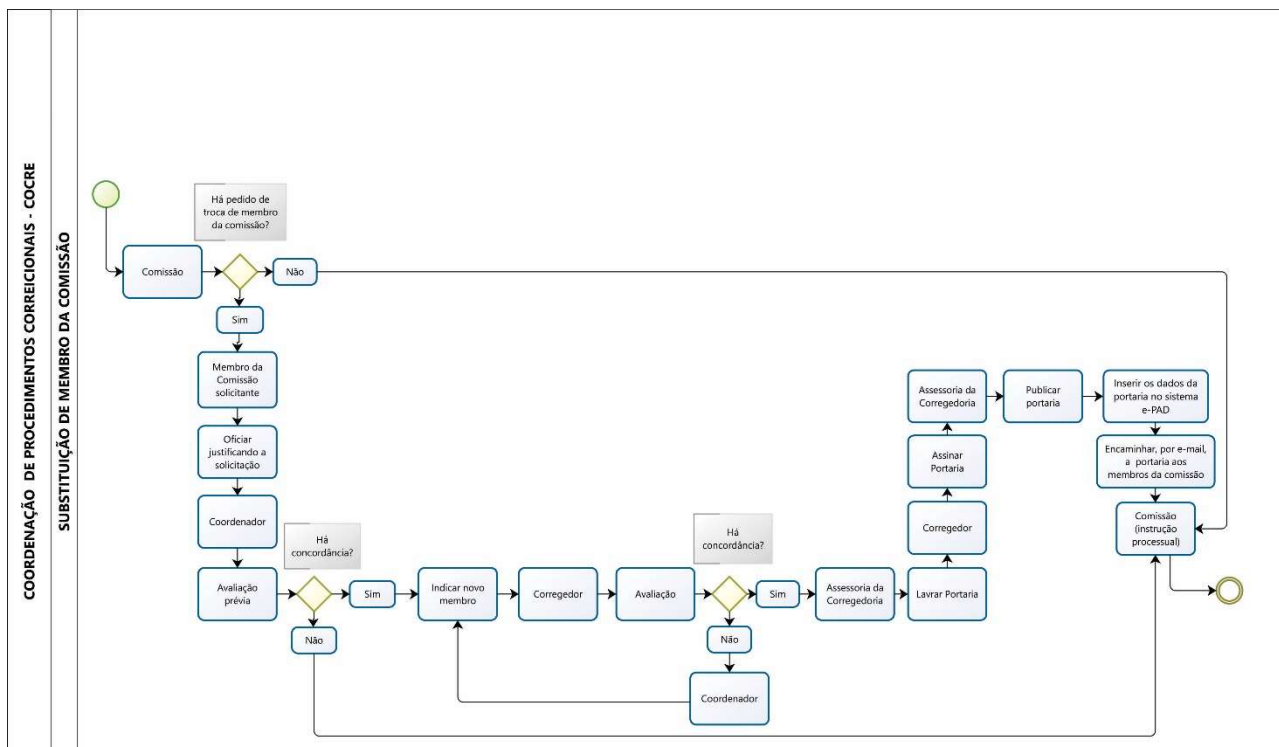 COORDENAÇÃO DE PROCEDIMENTOS CORREICIONAIS - COCRE
SUBSTITUIÇÃO DE MEMBRO DA COMISSÃO
Há pedido de
troca de membro
da comissão?
Comissão
Não
Sim
Membro da
Comissão
solicitante
Oficiar
justificando a
solicitação
Coordenador
Avaliação
prévia
Há
concordância?
Sim
Não
Indicar novo
membro
Corregedor
Avaliação
Há
concordância?
Sim
Não
Coordenador
Assessoria da
Corregedoria
Lavrar Portaria
Corregedor
Assinar
Portaria
Assessoria da
Corregedoria
Publicar
portaria
Inserir os dados da
portaria no sistema
e-PAD
Encaminhar, por e-mail,
a portaria aos
membros da comissão
Comissão
(instrução
processual)